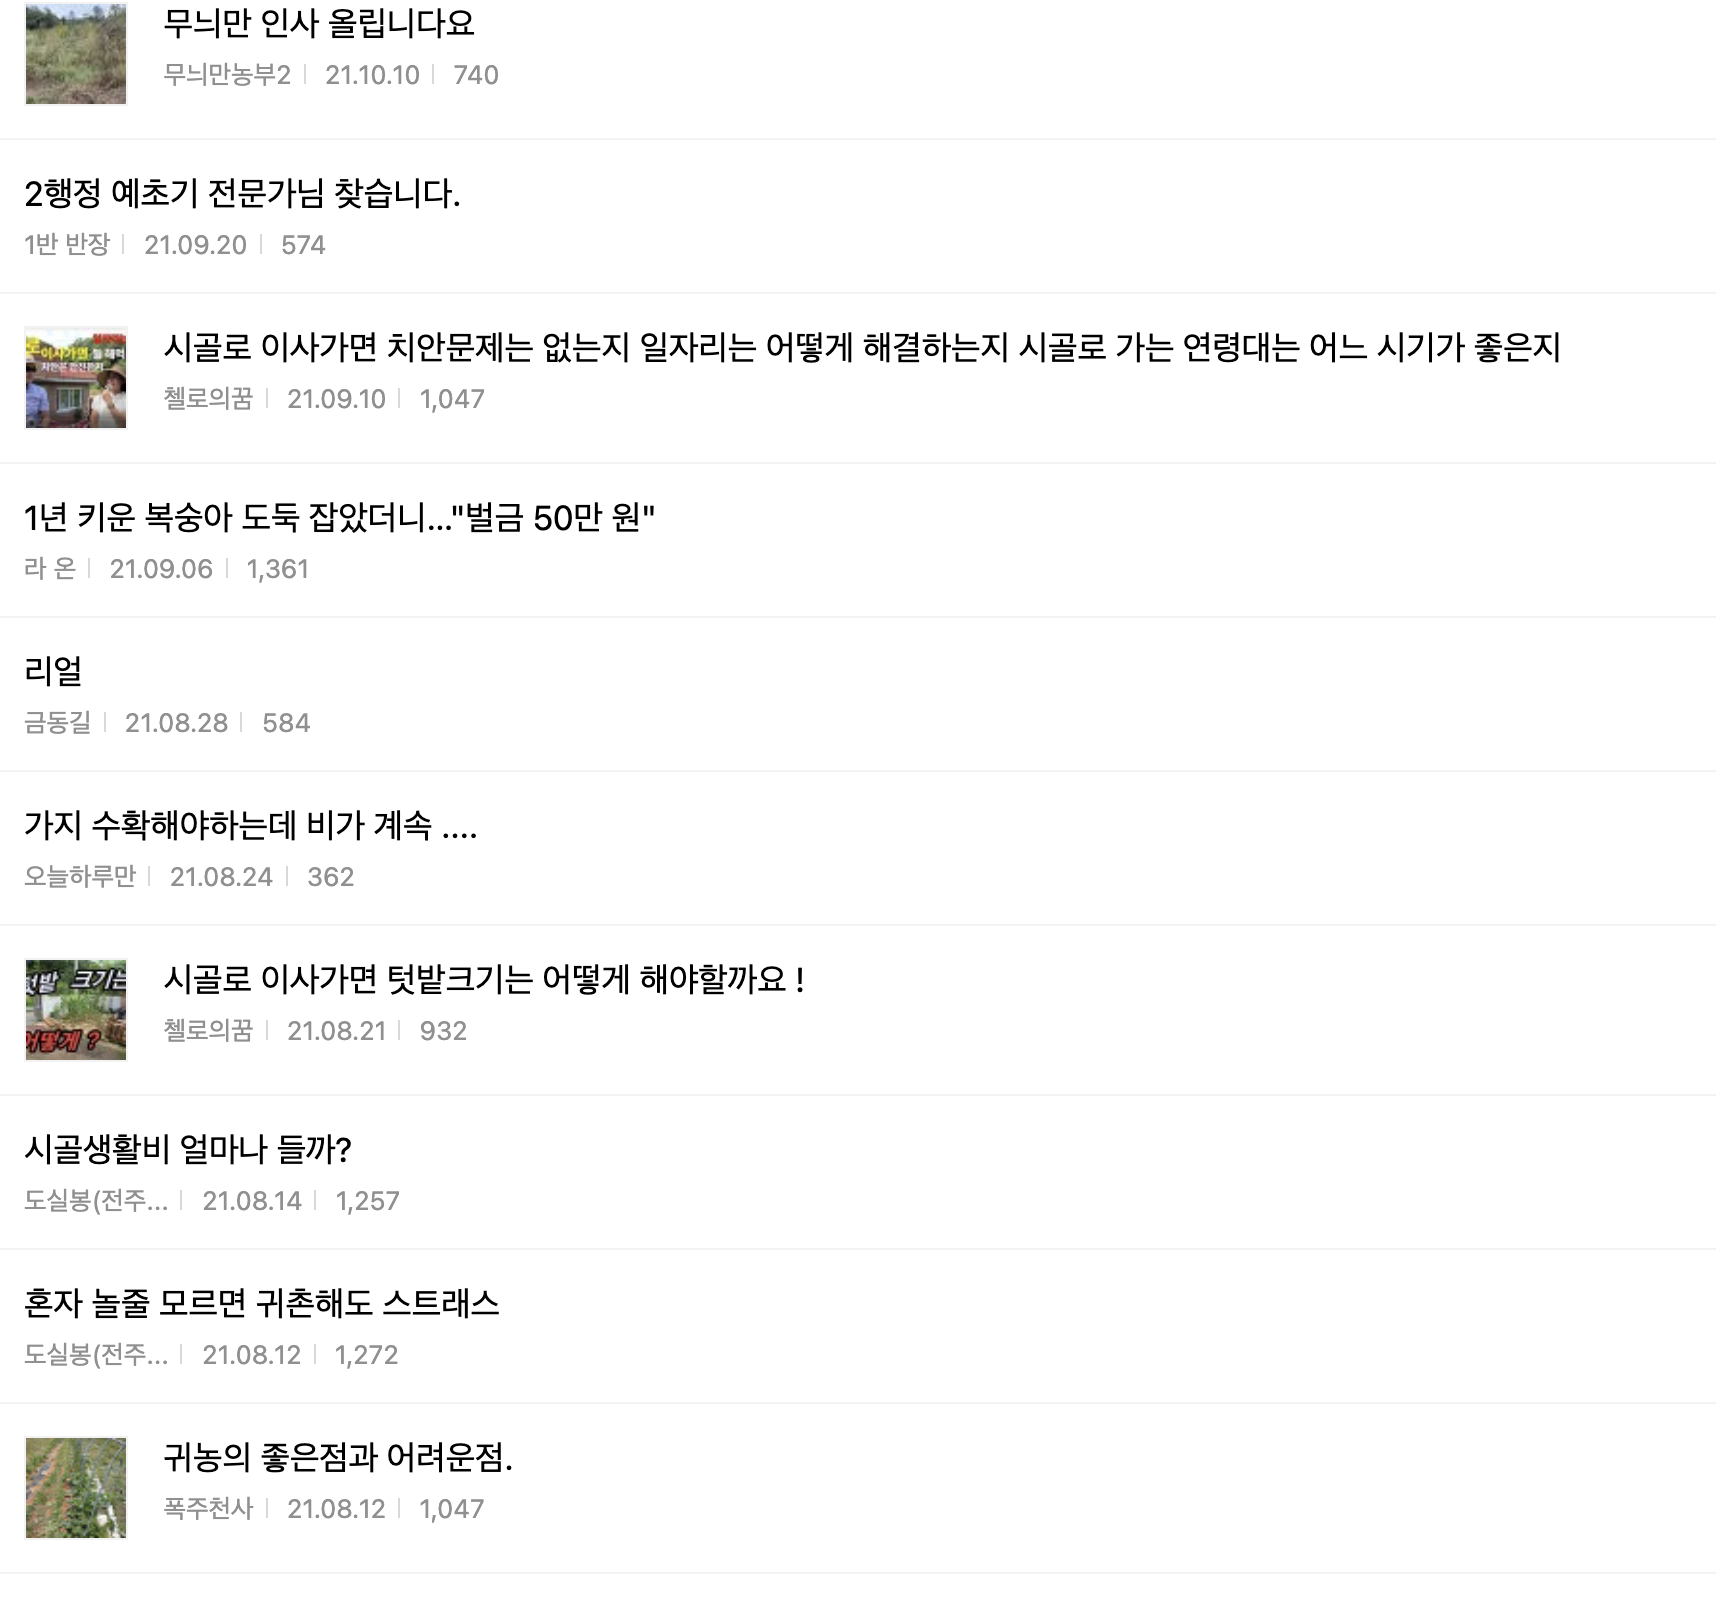 무늬만 인사 올립니다요
무늬만농부2 21.10.10 740
2행정 예초기 전문가님 찾습니다.
1반 반장 21.09.20 574
로 이사가면
시골로 이사가면 치안문제는 없는지 일자리는 어떻게 해결하는지 시골로 가는 연령대는 어느 시기가 좋은지
첼로의꿈 21.09.10 1,047
1년 키운 복숭아 도둑 잡았더니..."벌금 50만 원"
라 온 21.09.06 1,361
리얼
금동길 21.08.28 584
가지 수확해야하는데 비가 계속 ....
오늘하루만 21.08.24 362
텃밭 크기는
어떻게 ?
시골로 이사가면 텃밭크기는 어떻게 해야할까요 !
첼로의꿈 21.08.21 932
시골생활비 얼마나 들까?
도실봉(전주... 21.08.14 1,257
혼자 놀줄 모르면 귀촌해도 스트래스
도실봉(전주... 21.08.12 1,272
귀농의 좋은점과 어려운점.
폭주천사 21.08.12 1,047